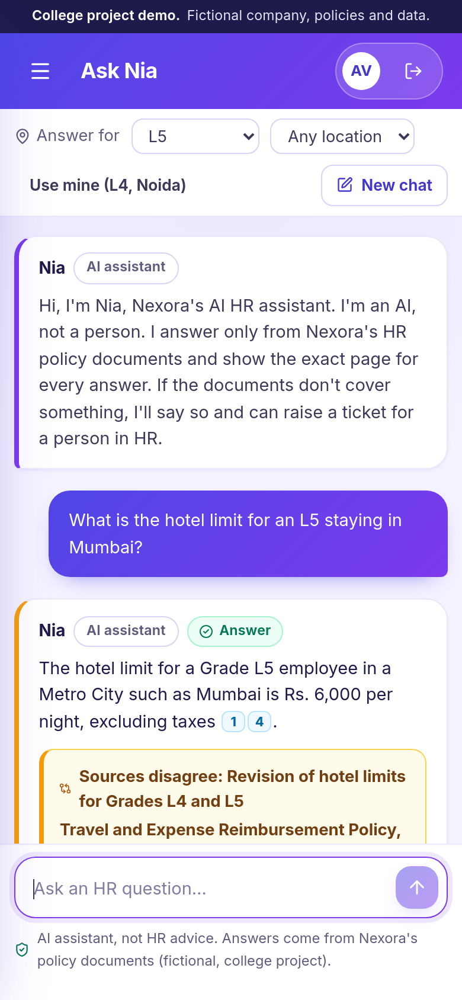 College project demo. Fictional company, policies and data.
Ask Nia
AV
Answer for
L5
Any location
Use mine (L4, Noida)
New chat
Nia
AI assistant
Hi, I'm Nia, Nexora's AI HR assistant. I'm an AI,
not a person. I answer only from Nexora's HR
policy documents and show the exact page for
every answer. If the documents don't cover
something, I'll say so and can raise a ticket for
a person in HR.
What is the hotel limit for an L5 staying in
Mumbai?
Nia
AI assistant
Answer
The hotel limit for a Grade L5 employee in a
Metro City such as Mumbai is Rs. 6,000 per
night, excluding taxes 1 4 .
Sources disagree: Revision of hotel limits
for Grades L4 and L5
Travel and Expense Reimbursement Policy,
Ask an HR question...
AI assistant, not HR advice. Answers come from Nexora's
policy documents (fictional, college project).